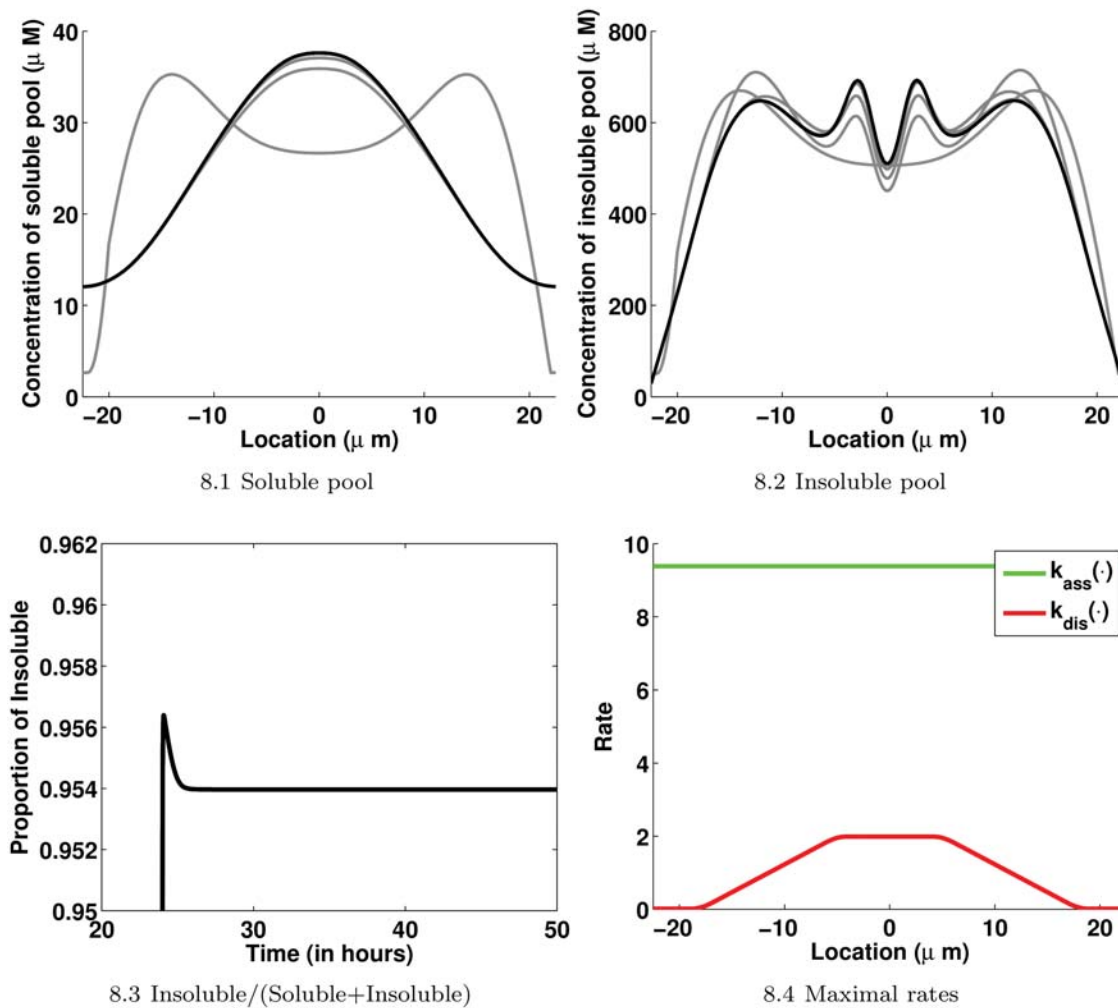 40
30
20
10
0
Concentration of soluble pool (μ M)
−20 −10 0 10 20
Location (μ m)
8.1 Soluble pool
800
600
400
200
0
Concentration of insoluble pool (μ M)
−20 −10 0 10 20
Location (μ m)
8.2 Insoluble pool
0.962
0.96
0.958
0.956
0.954
0.952
0.95
Proportion of Insoluble
20 30 40 50
Time (in hours)
8.3 Insoluble/(Soluble+Insoluble)
10
8
6
4
2
0
Rate
k_ass(·)
k_dis(·)
−20 −10 0 10 20
Location (μ m)
8.4 Maximal rates